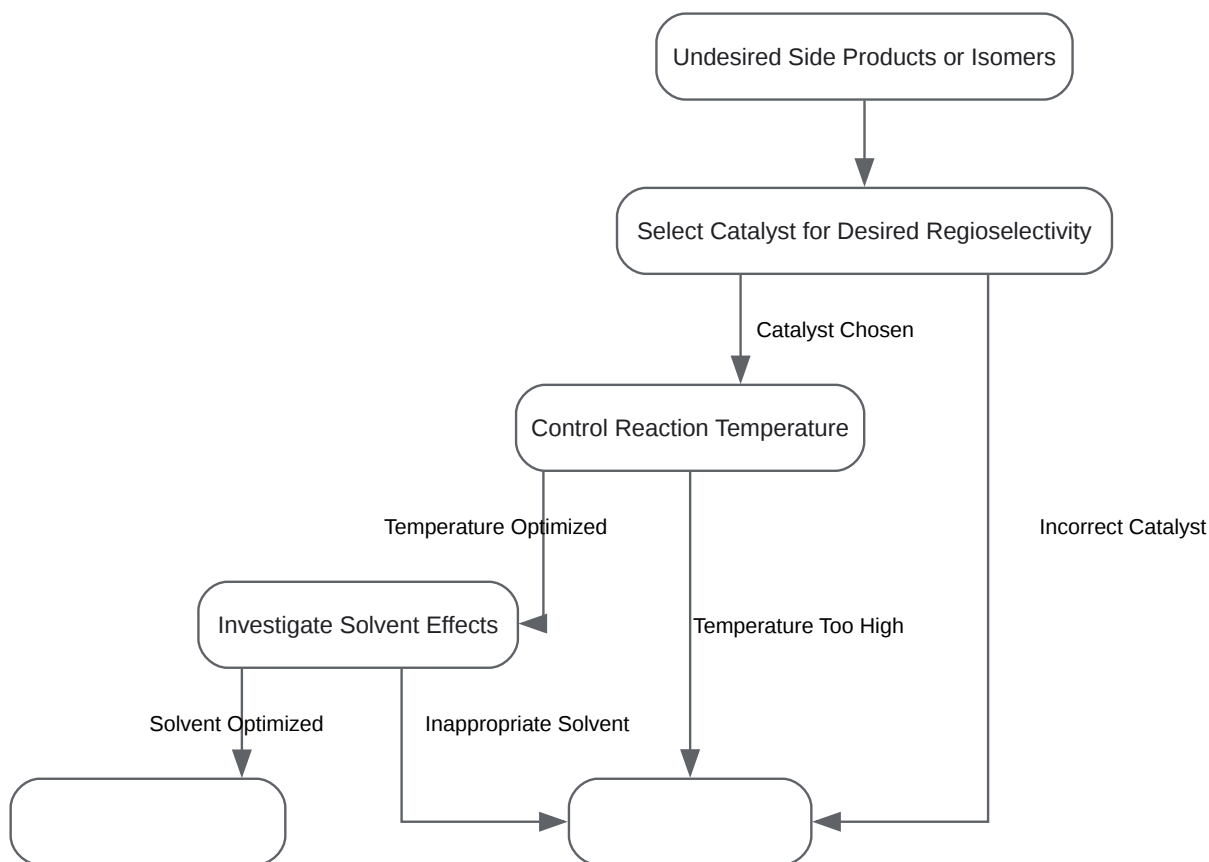 Undesired Side Products or Isomers
Select Catalyst for Desired Regioselectivity
Catalyst Chosen
Control Reaction Temperature
Temperature Optimized
Incorrect Catalyst
Investigate Solvent Effects
Temperature Too High
Solvent Optimized
Inappropriate Solvent